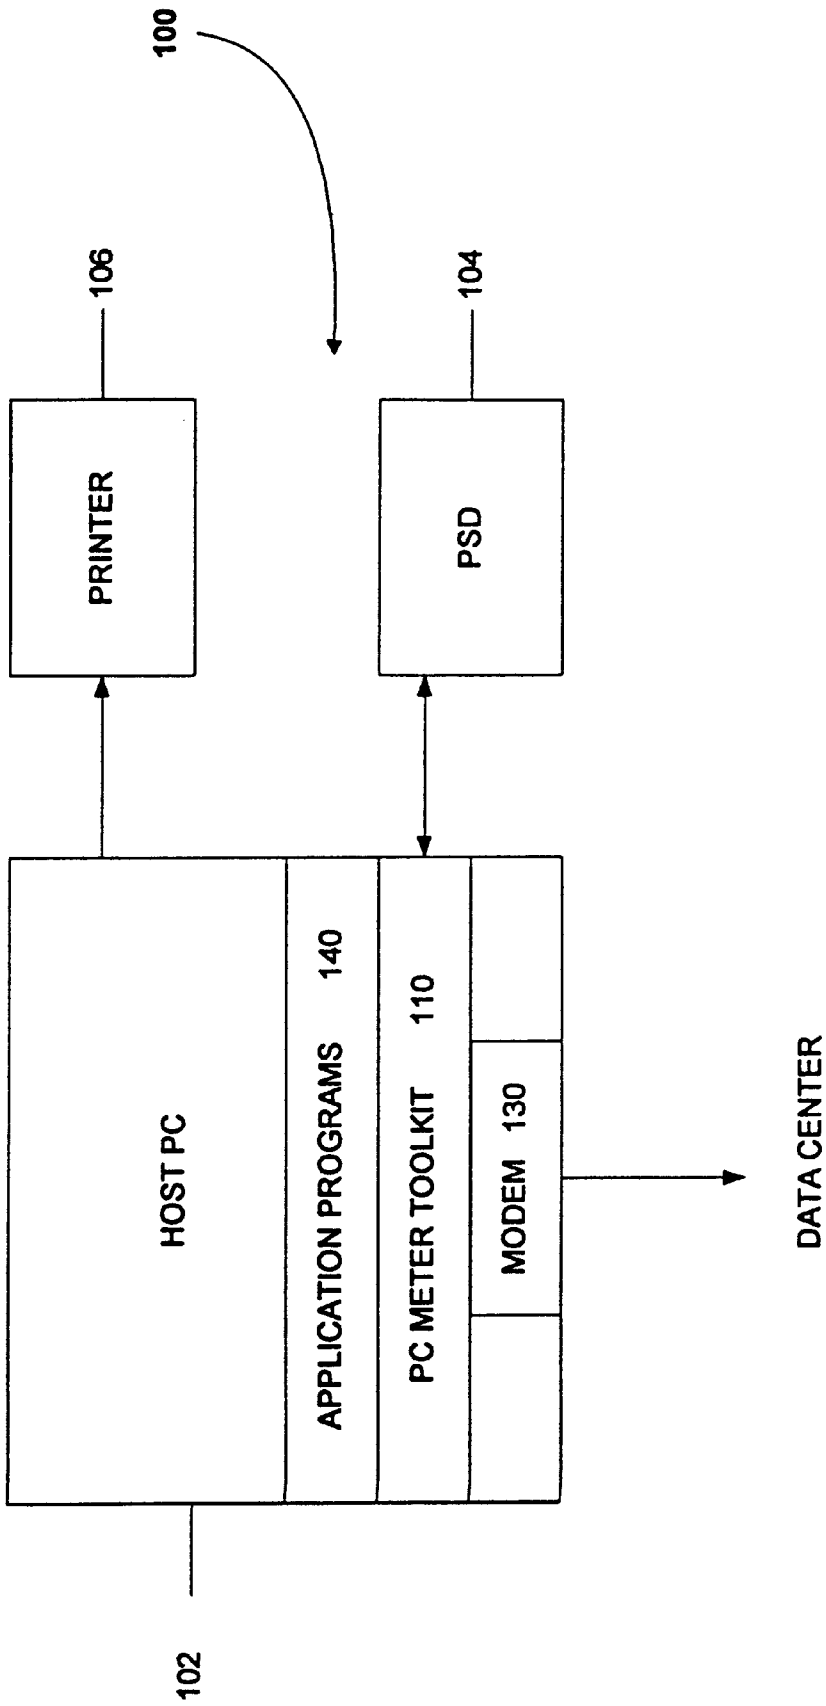 100
102
HOST PC
APPLICATION PROGRAMS 140
PC METER TOOLKIT 110
MODEM 130
PRINTER
106
PSD
104
DATA CENTER